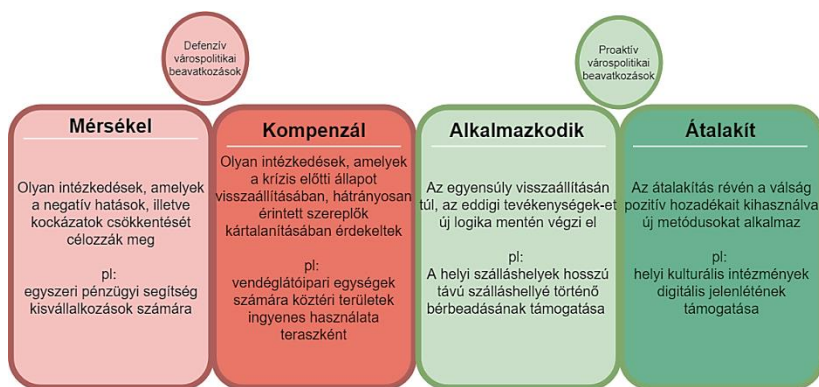 Defenzív
várospolitikai
beavatkozások
Proaktív
várospolitikai
beavatkozások
Mérsékel
Olyan intézkedések, amelyek
a negatív hatások, illetve
kockázatok csökkentését
célozzák meg
pl:
egyszeri pénzügyi segítség
kisvállalkozások számára
Kompenzál
Olyan intézkedések, amelyek
a krízis előtti állapot
visszaállításában, hátrányosan
érintett szereplők
kártalanításában érdekeltek
pl:
vendéglátóipari egységek
számára köztéri területek
ingyenes használata
teraszként
Alkalmazkodik
Az egyensúly visszaállításán
túl, az eddigi tevékenységek-et
új logika mentén végzi el
pl:
A helyi szálláshelyek hosszú
távú szálláshellyé történő
bérbeadásának támogatása
Átalakít
Az átalakítás révén a válság
pozitív hozadékait kihasználva
új metódusokat alkalmaz
pl:
helyi kulturális intézmények
digitális jelenlétének
támogatása